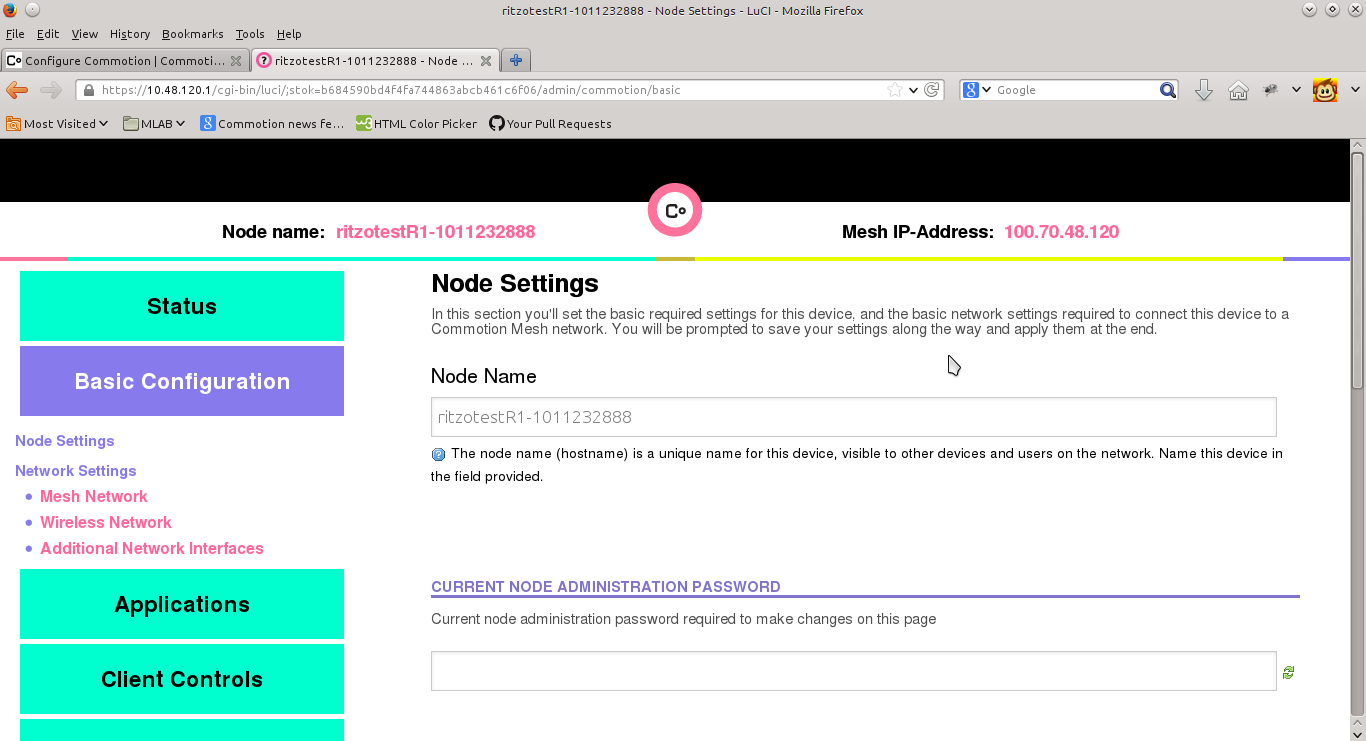 ritzotestR1-1011232888 - Node Settings - LuCI - Mozilla Firefox
File Edit View History Bookmarks Tools Help
Configure Commotion | Commoti... ritzotestR1-1011232888 - Node ...
https://10.48.120.1/cgi-bin/luci/;stok=b684590bd4f4fa744863abcb461c6f06/admin/commotion/basic Google
Most Visited MLAB Commotion news fe... HTML Color Picker Your Pull Requests
Co
Node name: ritzotestR1-1011232888 Mesh IP-Address: 100.70.48.120
Status
Basic Configuration
Node Settings
Network Settings
Mesh Network
Wireless Network
Additional Network Interfaces
Applications
Client Controls
Node Settings
In this section you'll set the basic required settings for this device, and the basic network settings required to connect this device to a
Commotion Mesh network. You will be prompted to save your settings along the way and apply them at the end.
Node Name
ritzotestR1-1011232888
The node name (hostname) is a unique name for this device, visible to other devices and users on the network. Name this device in
the field provided.
CURRENT NODE ADMINISTRATION PASSWORD
Current node administration password required to make changes on this page